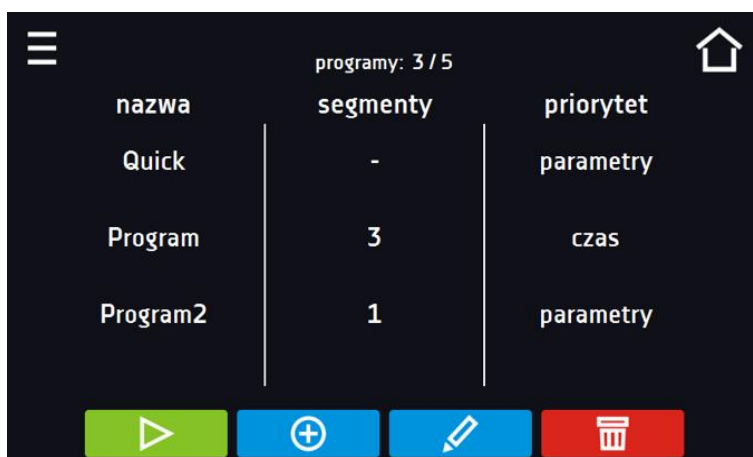 programy: 3 / 5
nazwa segmenty priorytet
Quick - parametry
Program 3 czas
Program2 1 parametry